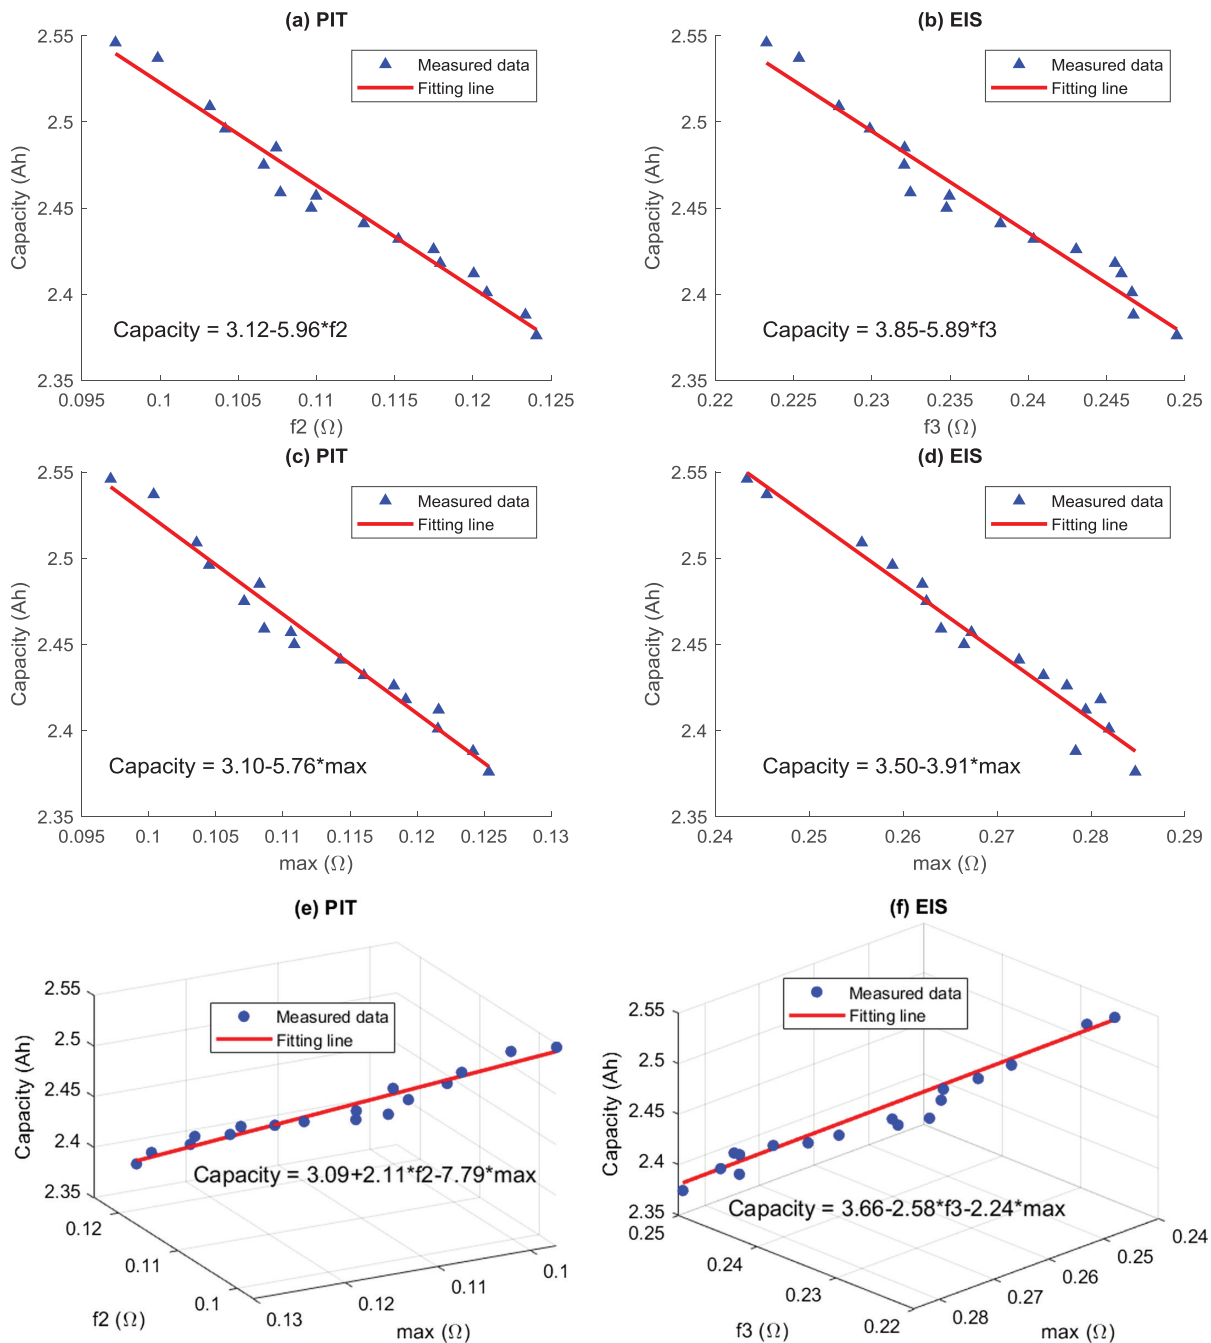 (a) PIT
2.55
2.5
2.45
2.4
2.35
Capacity (Ah)
Measured data
Fitting line
Capacity = 3.12-5.96*f2
0.095 0.1 0.105 0.11 0.115 0.12 0.125
f2 (Ω)
(b) EIS
2.55
2.5
2.45
2.4
2.35
Capacity (Ah)
Measured data
Fitting line
Capacity = 3.85-5.89*f3
0.22 0.225 0.23 0.235 0.24 0.245 0.25
f3 (Ω)
(c) PIT
2.55
2.5
2.45
2.4
2.35
Capacity (Ah)
Measured data
Fitting line
Capacity = 3.10-5.76*max
0.095 0.1 0.105 0.11 0.115 0.12 0.125 0.13
max (Ω)
(d) EIS
2.55
2.5
2.45
2.4
2.35
Capacity (Ah)
Measured data
Fitting line
Capacity = 3.50-3.91*max
0.24 0.25 0.26 0.27 0.28 0.29
max (Ω)
(e) PIT
2.55
2.5
2.45
2.4
2.35
Capacity (Ah)
Measured data
Fitting line
Capacity = 3.09+2.11*f2-7.79*max
0.12
0.11
0.1
f2 (Ω)
0.13
0.12
0.11
0.1
max (Ω)
(f) EIS
2.55
2.5
2.45
2.4
2.35
Capacity (Ah)
Measured data
Fitting line
Capacity = 3.66-2.58*f3-2.24*max
0.25
0.24
0.23
0.22
f3 (Ω)
0.28
0.27
0.26
0.25
0.24
max (Ω)